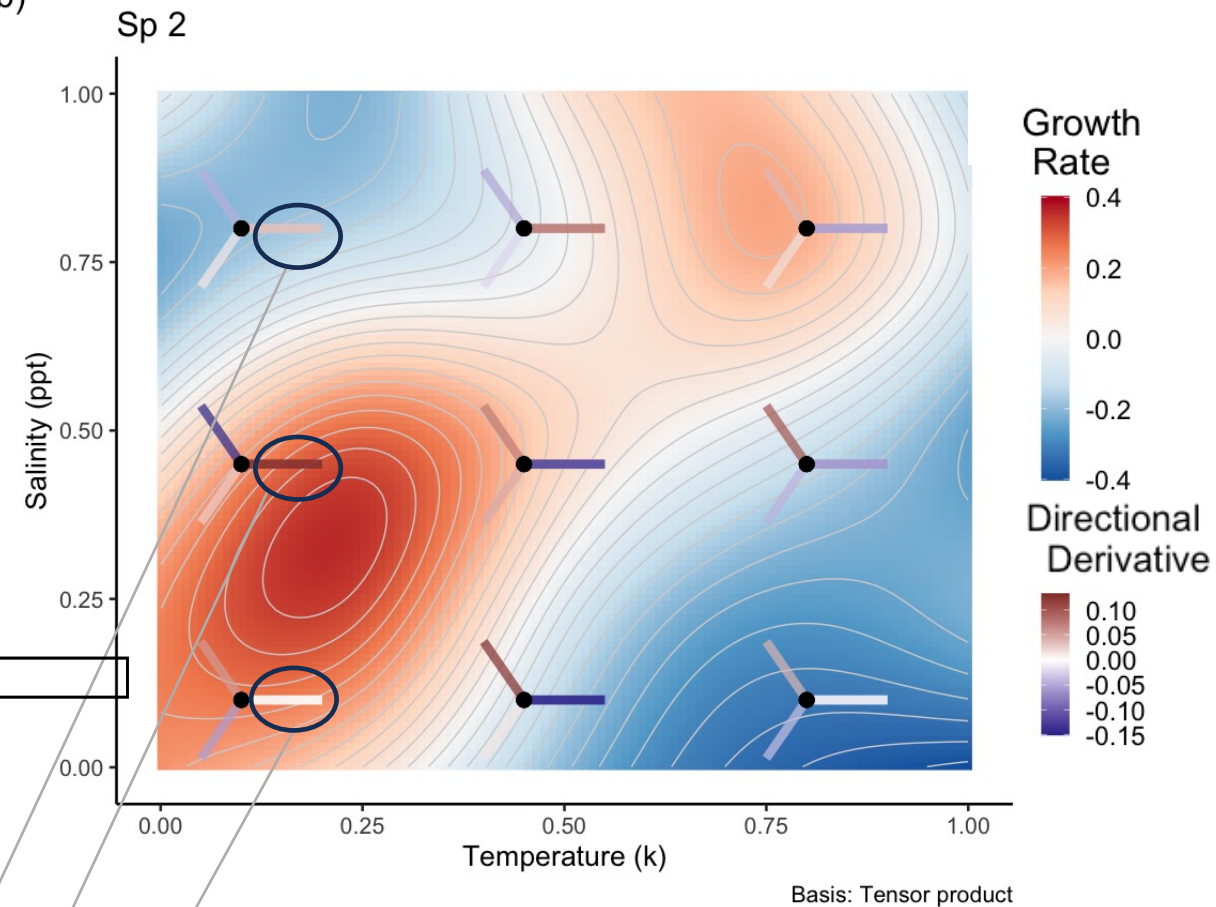 Sp 2
1.00
0.75
0.50
0.25
0.00
Salinity (ppt)
0.00 0.25 0.50 0.75 1.00
Temperature (k)
Basis: Tensor product
Growth
Rate
0.4
0.2
0.0
-0.2
-0.4
Directional
Derivative
0.10
0.05
0.00
-0.05
-0.10
-0.15